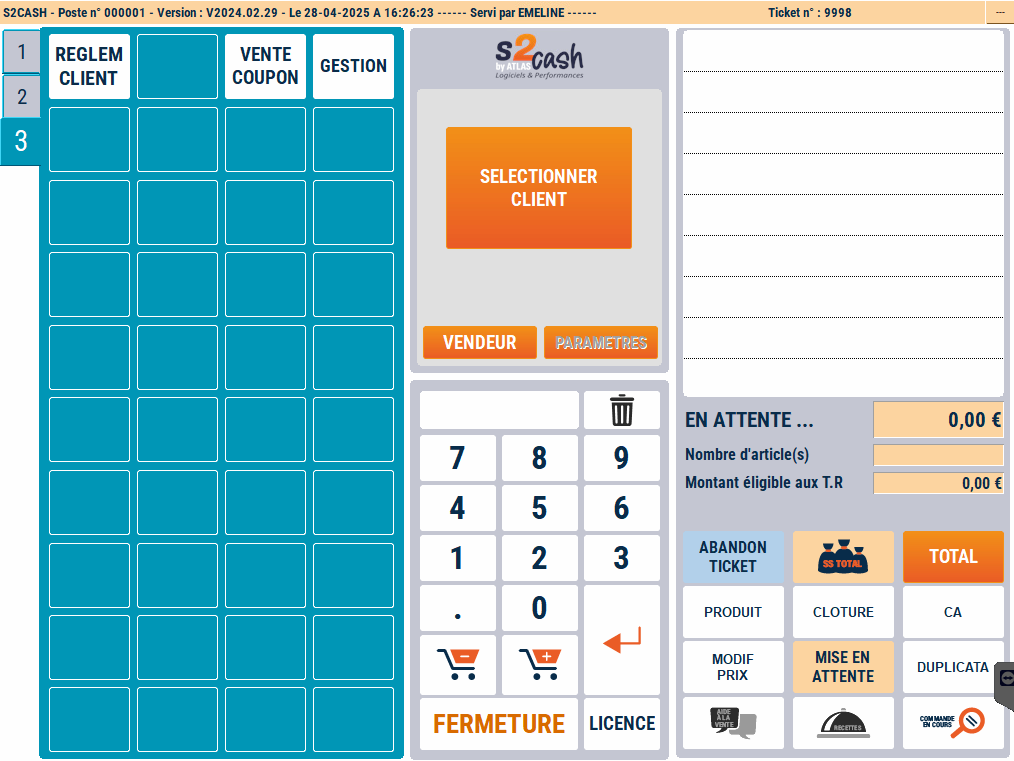 S2CASH - Poste n° 000001 - Version : V2024.02.29 - Le 28-04-2025 A 16:26:23 ------ Servi par EMELINE ------
Ticket n° : 9998
---
1
2
3
REGLEM
CLIENT
VENTE
COUPON
GESTION
S2cash
by ATLAS
Logiciels & Performances
SELECTIONNER
CLIENT
VENDEUR
PARAMETRES
7
8
9
4
5
6
1
2
3
.
0
FERMETURE
LICENCE
EN ATTENTE ...
0,00 €
Nombre d'article(s)
Montant éligible aux T.R
0,00 €
ABANDON
TICKET
SS TOTAL
TOTAL
PRODUIT
CLOTURE
CA
MODIF
PRIX
MISE EN
ATTENTE
DUPLICATA
AIDE
À LA
VENTE
RECETTES
COMMANDE
EN COURS